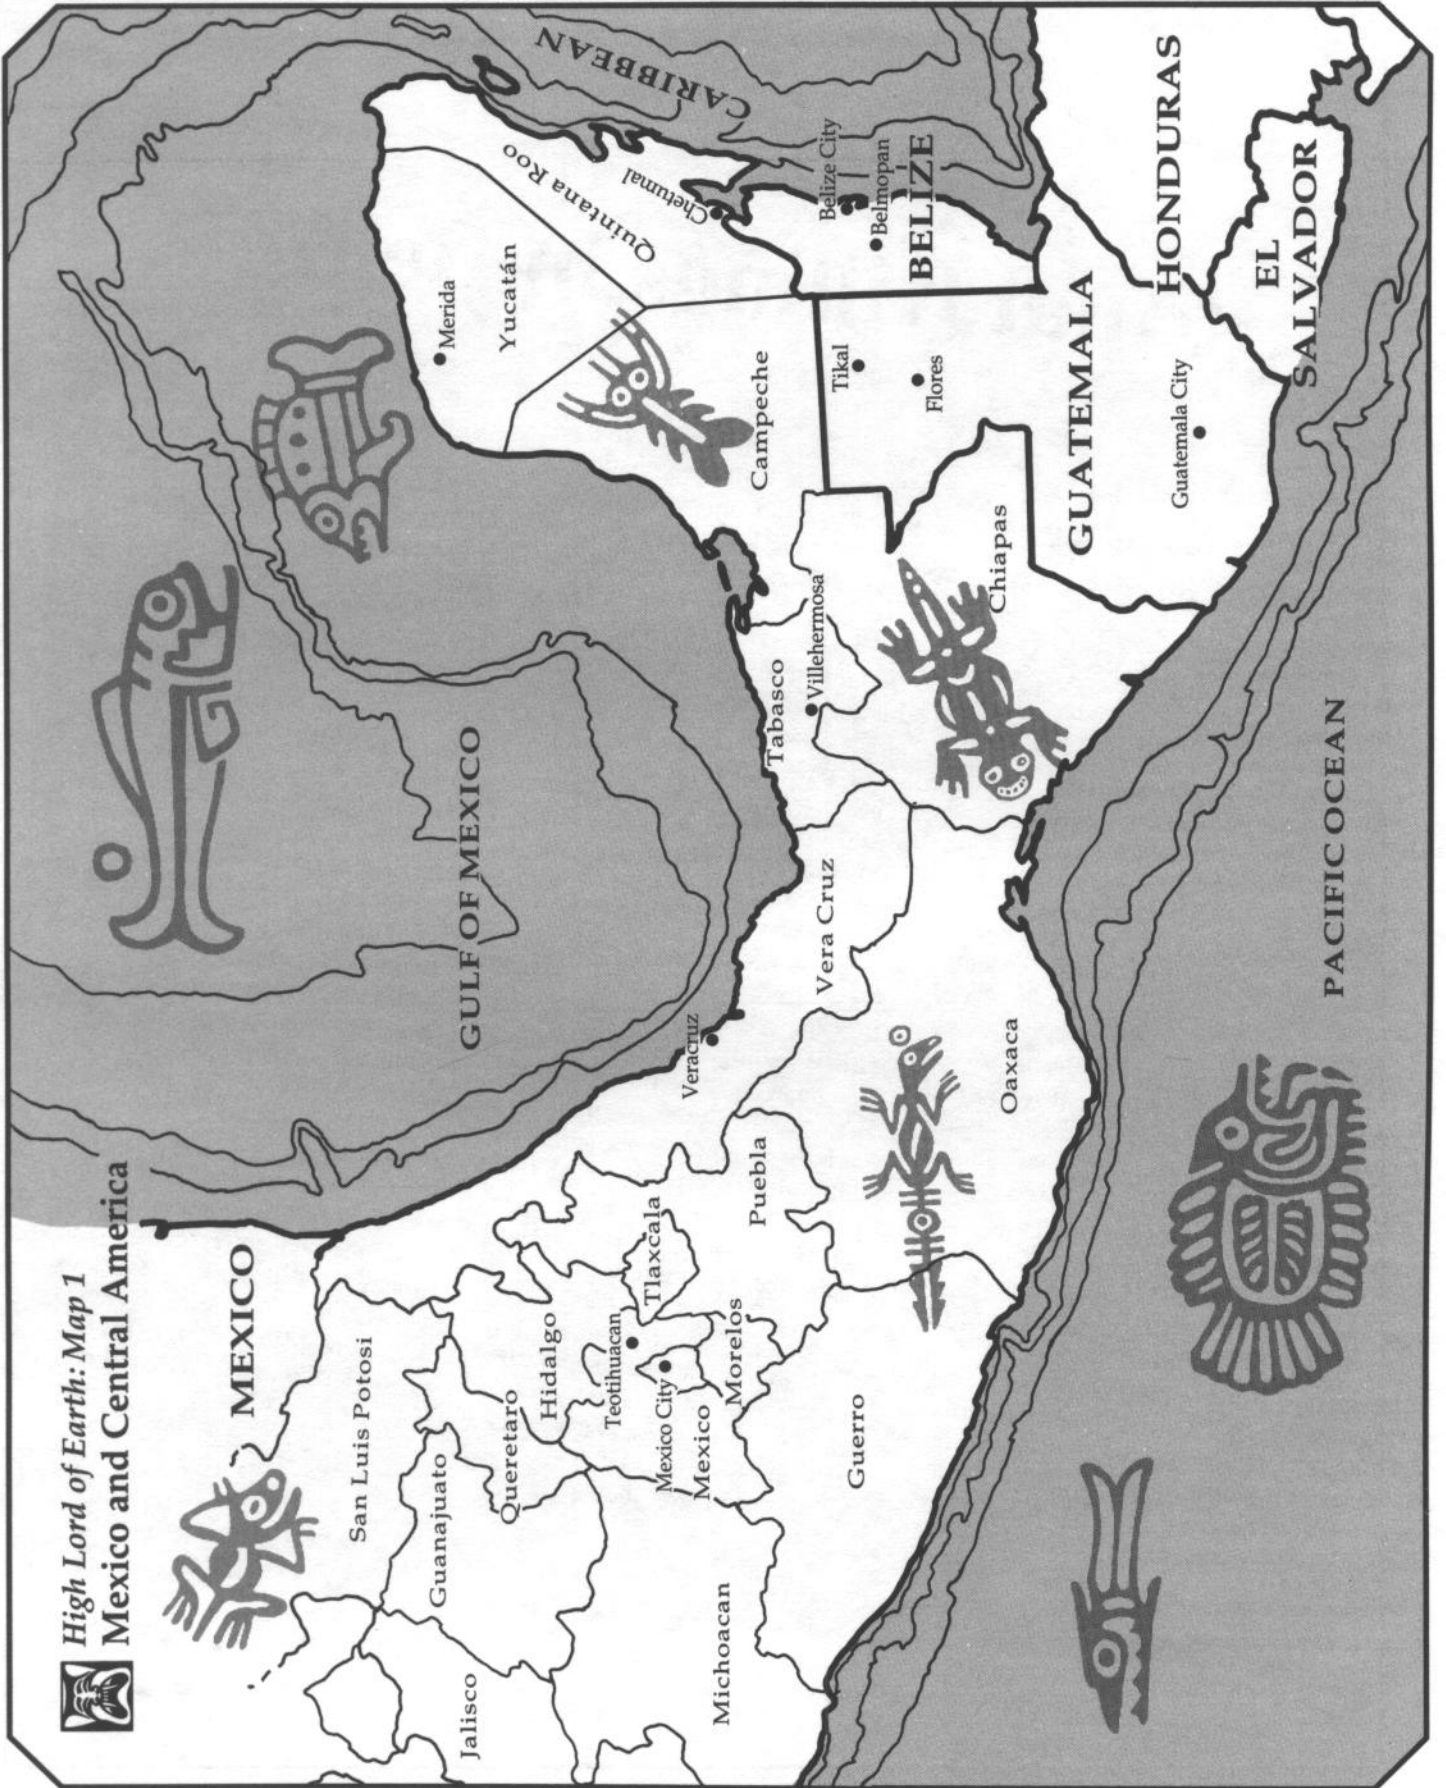 High Lord of Earth: Map 1
Mexico and Central America
MEXICO
San Luis Potosi
Guanajuato
Jalisco
Queretaro
Hidalgo
Teotihuacan
Tlaxcala
Mexico City
Mexico
Morelos
Michoacan
Puebla
Guerro
Veracruz
Vera Cruz
Oaxaca
GULF OF MEXICO
Tabasco
Villehermosa
Chiapas
Merida
Yucatán
Quintana Roo
Chetumal
Campeche
CARIBBEAN
Belize City
Belmopan
BELIZE
Tikal
Flores
GUATEMALA
Guatemala City
HONDURAS
EL
SALVADOR
PACIFIC OCEAN